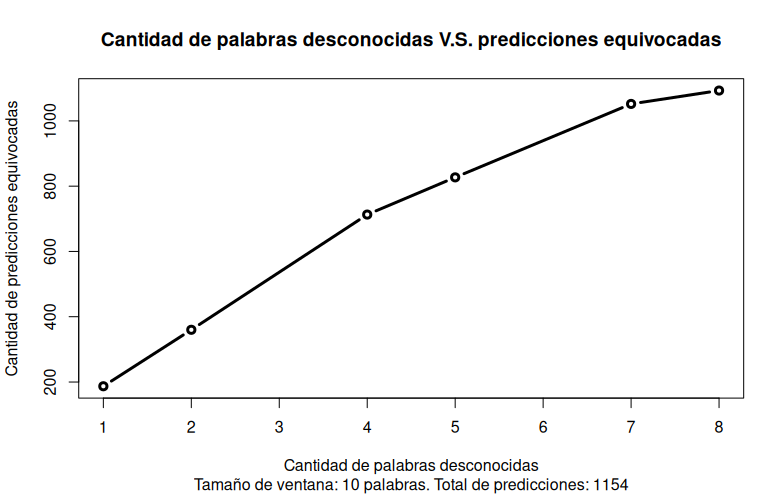 Cantidad de palabras desconocidas V.S. predicciones equivocadas
Cantidad de predicciones equivocadas
1000
800
600
400
200
1 2 3 4 5 6 7 8
Cantidad de palabras desconocidas
Tamaño de ventana: 10 palabras. Total de predicciones: 1154